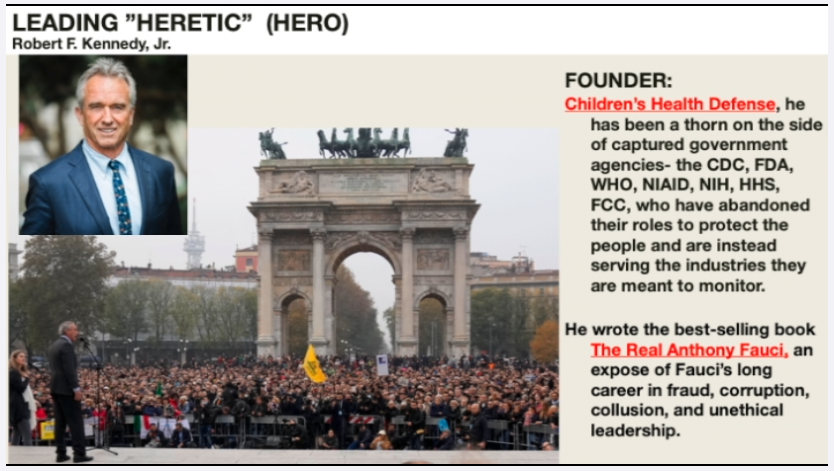 LEADING ”HERETIC” (HERO)
Robert F. Kennedy, Jr.
FOUNDER:
Children’s Health Defense, he
has been a thorn on the side
of captured government
agencies- the CDC, FDA,
WHO, NIAID, NIH, HHS,
FCC, who have abandoned
their roles to protect the
people and are instead
serving the industries they
are meant to monitor.
He wrote the best-selling book
The Real Anthony Fauci, an
expose of Fauci’s long
career in fraud, corruption,
collusion, and unethical
leadership.